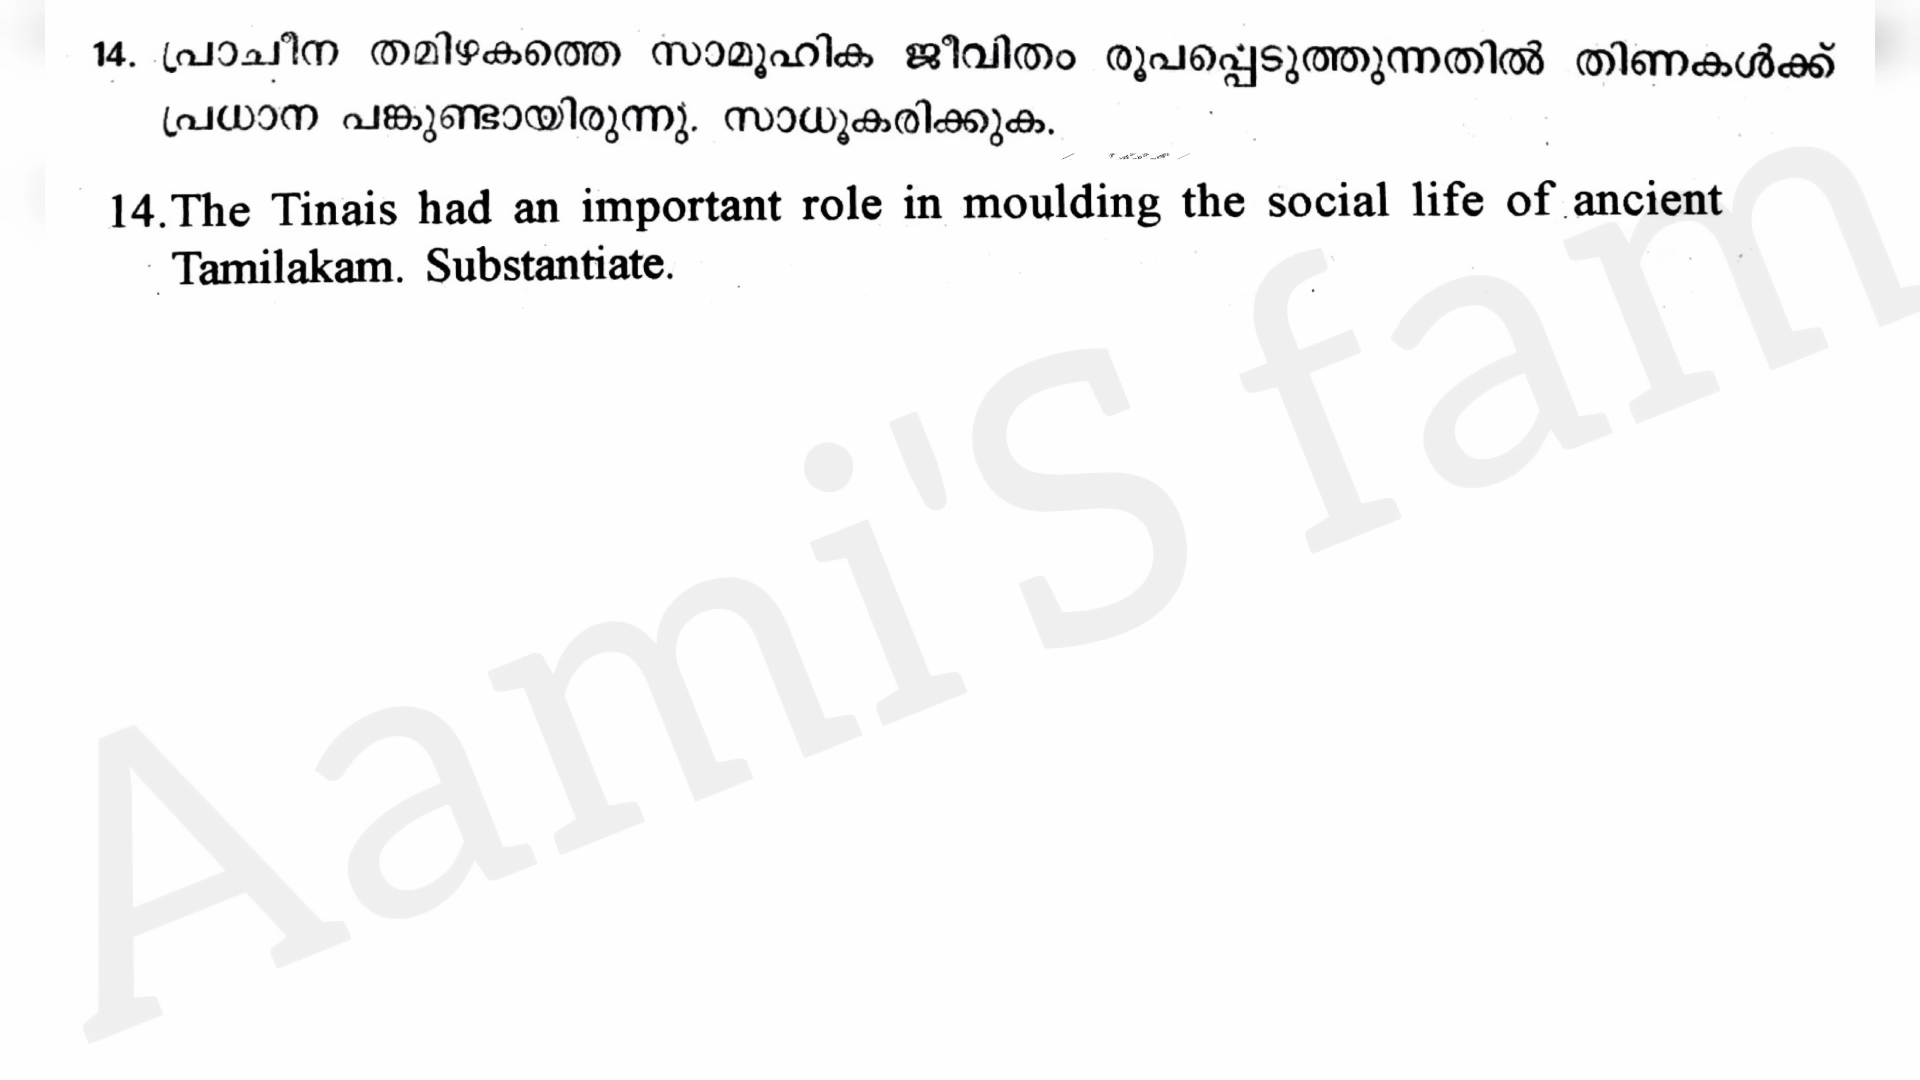 14. പ്രാചീന തമിഴകത്തെ സാമൂഹിക ജീവിതം രൂപപ്പെടുത്തുന്നതിൽ തിണകൾക്ക്
പ്രധാന പങ്കുണ്ടായിരുന്നു. സാധൂകരിക്കുക.
14.The Tinais had an important role in moulding the social life of ancient
Tamilakam. Substantiate.
Aami'S fam